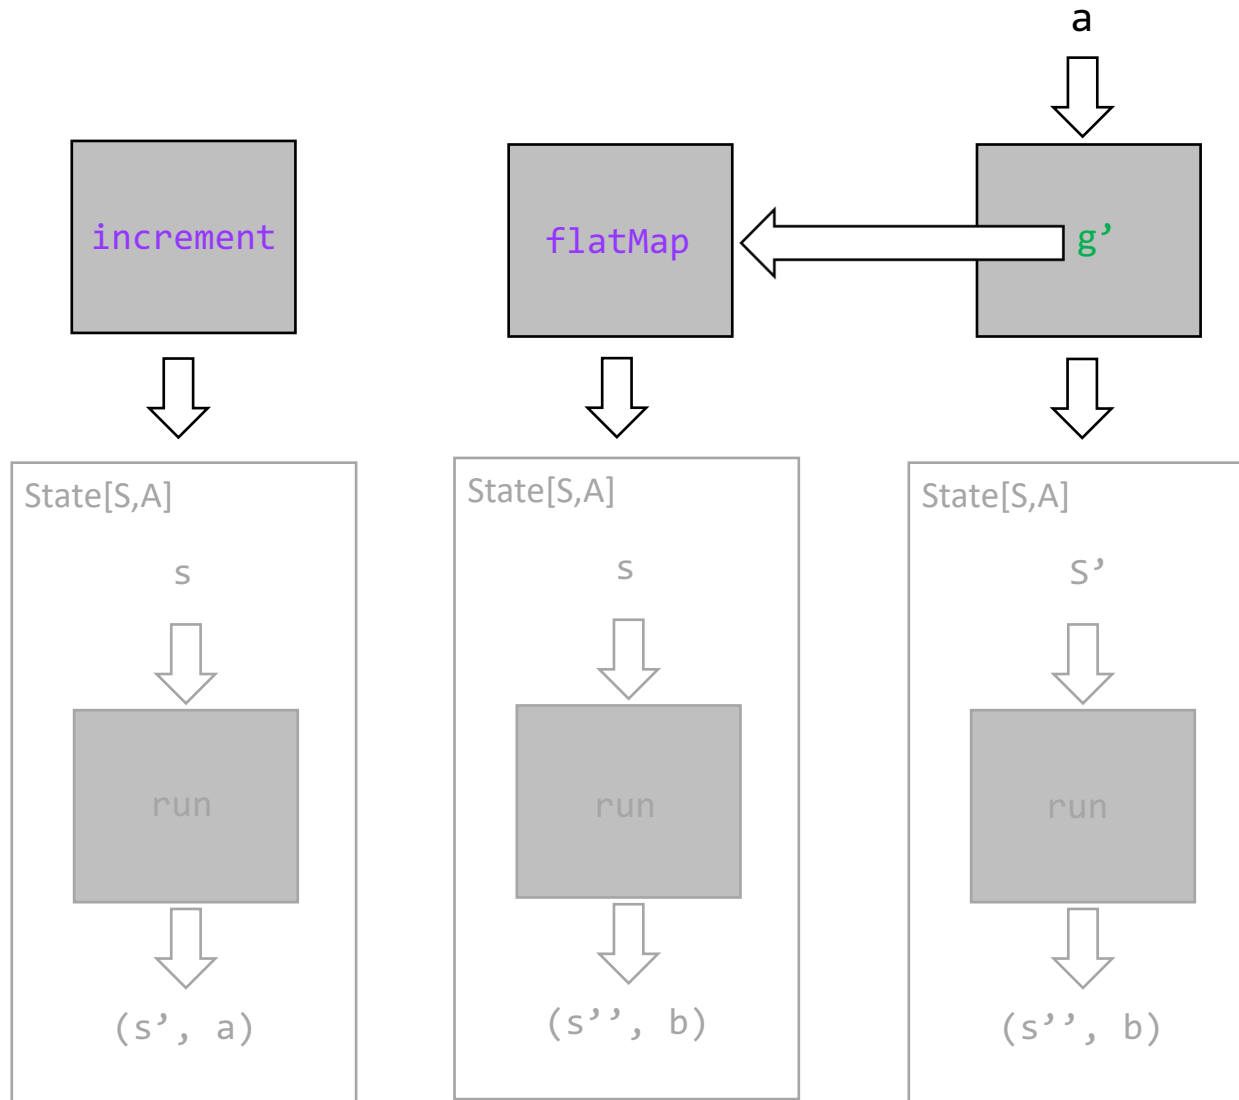 a
increment
flatMap
g’
State[S,A]
s
run
(s’, a)
State[S,A]
s
run
(s’’, b)
State[S,A]
S’
run
(s’’, b)